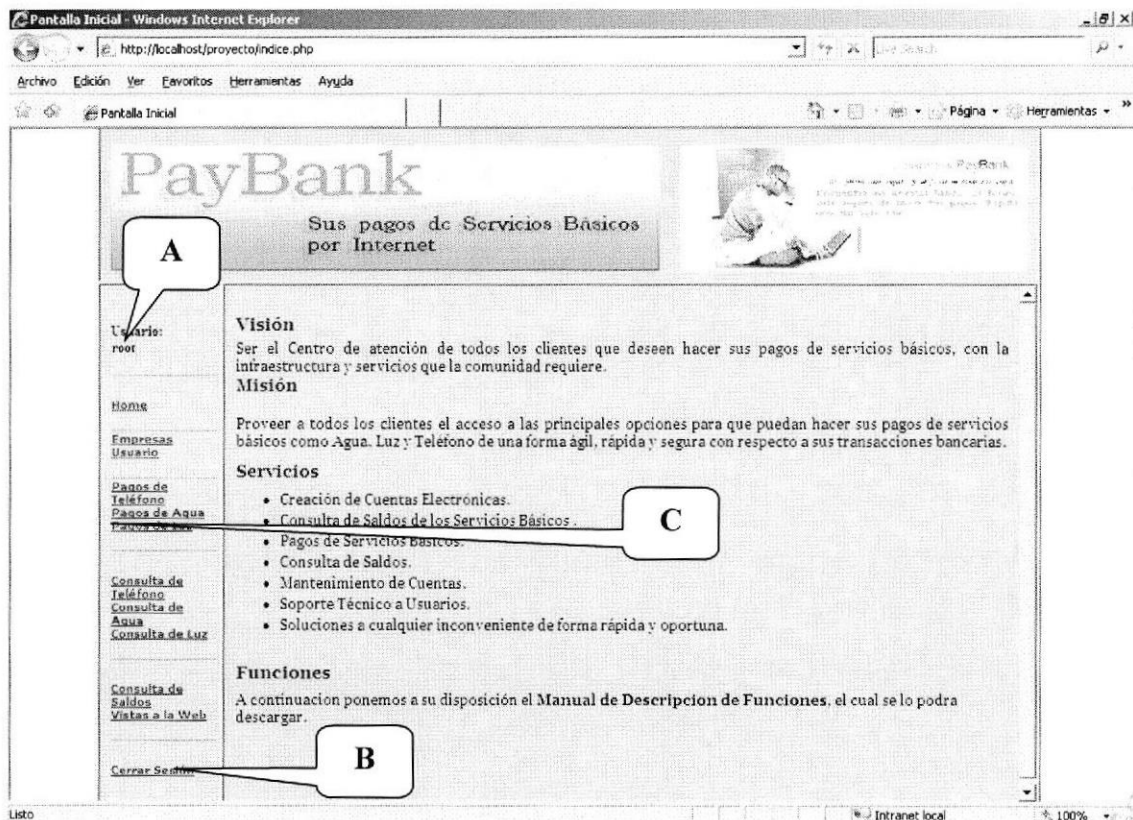 Pantalla Inicial - Windows Internet Explorer
http://localhost/proyecto/indice.php
Live Search
Archivo Edición Ver Favoritos Herramientas Ayuda
Pantalla Inicial
Página Herramientas
PayBank
Sus pagos de Servicios Básicos
por Internet
PayBank
A
Usuario:
root
Home
Empresas
Usuario
Pagos de
Teléfono
Pagos de Agua
Pagos de Luz
Consulta de
Teléfono
Consulta de
Agua
Consulta de Luz
Consulta de
Saldos
Vistas a la Web
Cerrar Sesión
Visión
Ser el Centro de atención de todos los clientes que deseen hacer sus pagos de servicios básicos, con la
infraestructura y servicios que la comunidad requiere.
Misión
Proveer a todos los clientes el acceso a las principales opciones para que puedan hacer sus pagos de servicios
básicos como Agua, Luz y Teléfono de una forma ágil, rápida y segura con respecto a sus transacciones bancarias.
Servicios
• Creación de Cuentas Electrónicas.
• Consulta de Saldos de los Servicios Básicos .
• Pagos de Servicios Básicos.
• Consulta de Saldos.
• Mantenimiento de Cuentas.
• Soporte Técnico a Usuarios.
• Soluciones a cualquier inconveniente de forma rápida y oportuna.
C
Funciones
A continuacion ponemos a su disposición el Manual de Descripcion de Funciones, el cual se lo podra
descargar.
B
Listo
Intranet local
100%